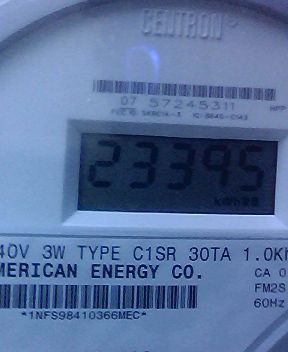 CENTRON
07 57245311
23395
kWh
40V 3W TYPE C1SR 30TA 1.0Kh
MERICAN ENERGY CO.
CA 0
FM2S
60Hz
*1NFS98410366MEC*